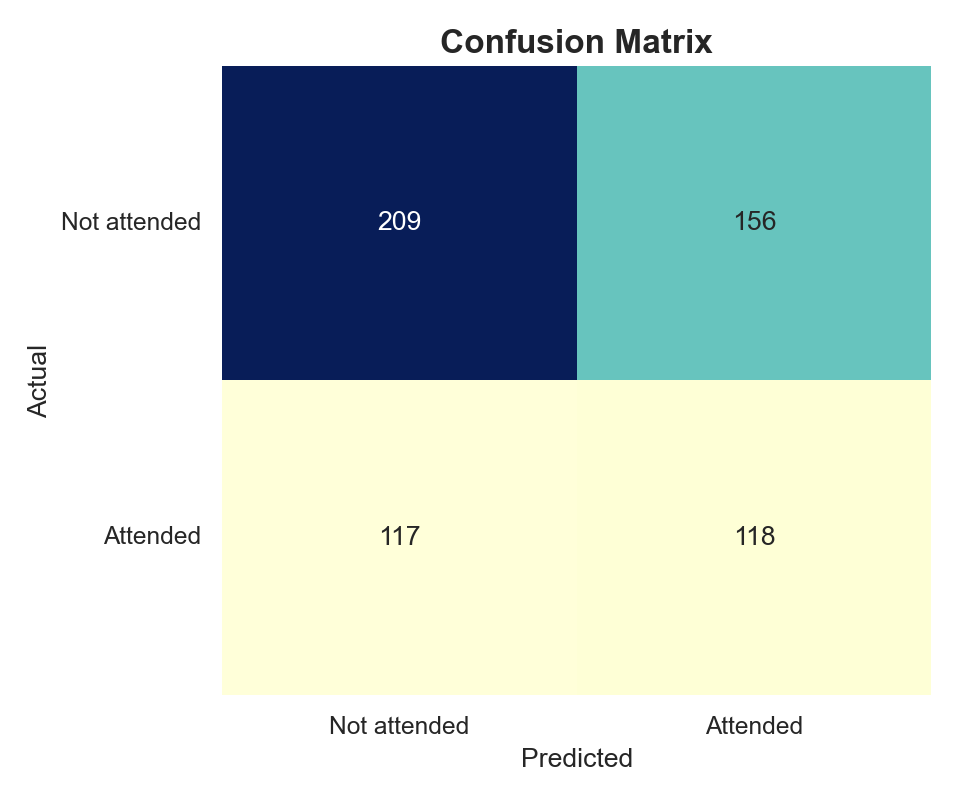 Confusion Matrix
Not attended
209
156
Actual
Attended
117
118
Not attended
Attended
Predicted